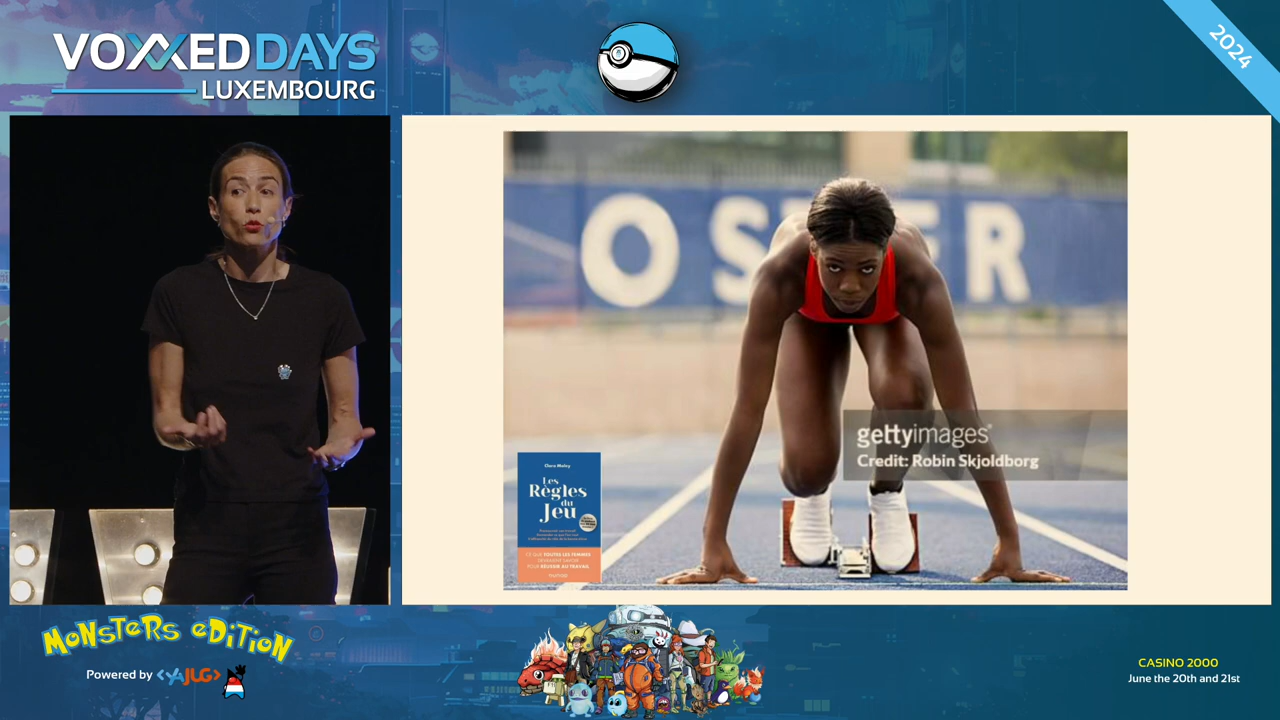 VOXXED DAYS
LUXEMBOURG
2024
OSLER
gettyimages®
Credit: Robin Skjoldborg
Clara Moley
Les
Règles
du
Jeu
CE QUE TOUTES LES FEMMES
DEVRAIENT SAVOIR
POUR RÉUSSIR AU TRAVAIL
MONSTERS EDITION
Powered by <YAJUG>
CASINO 2000
June the 20th and 21st